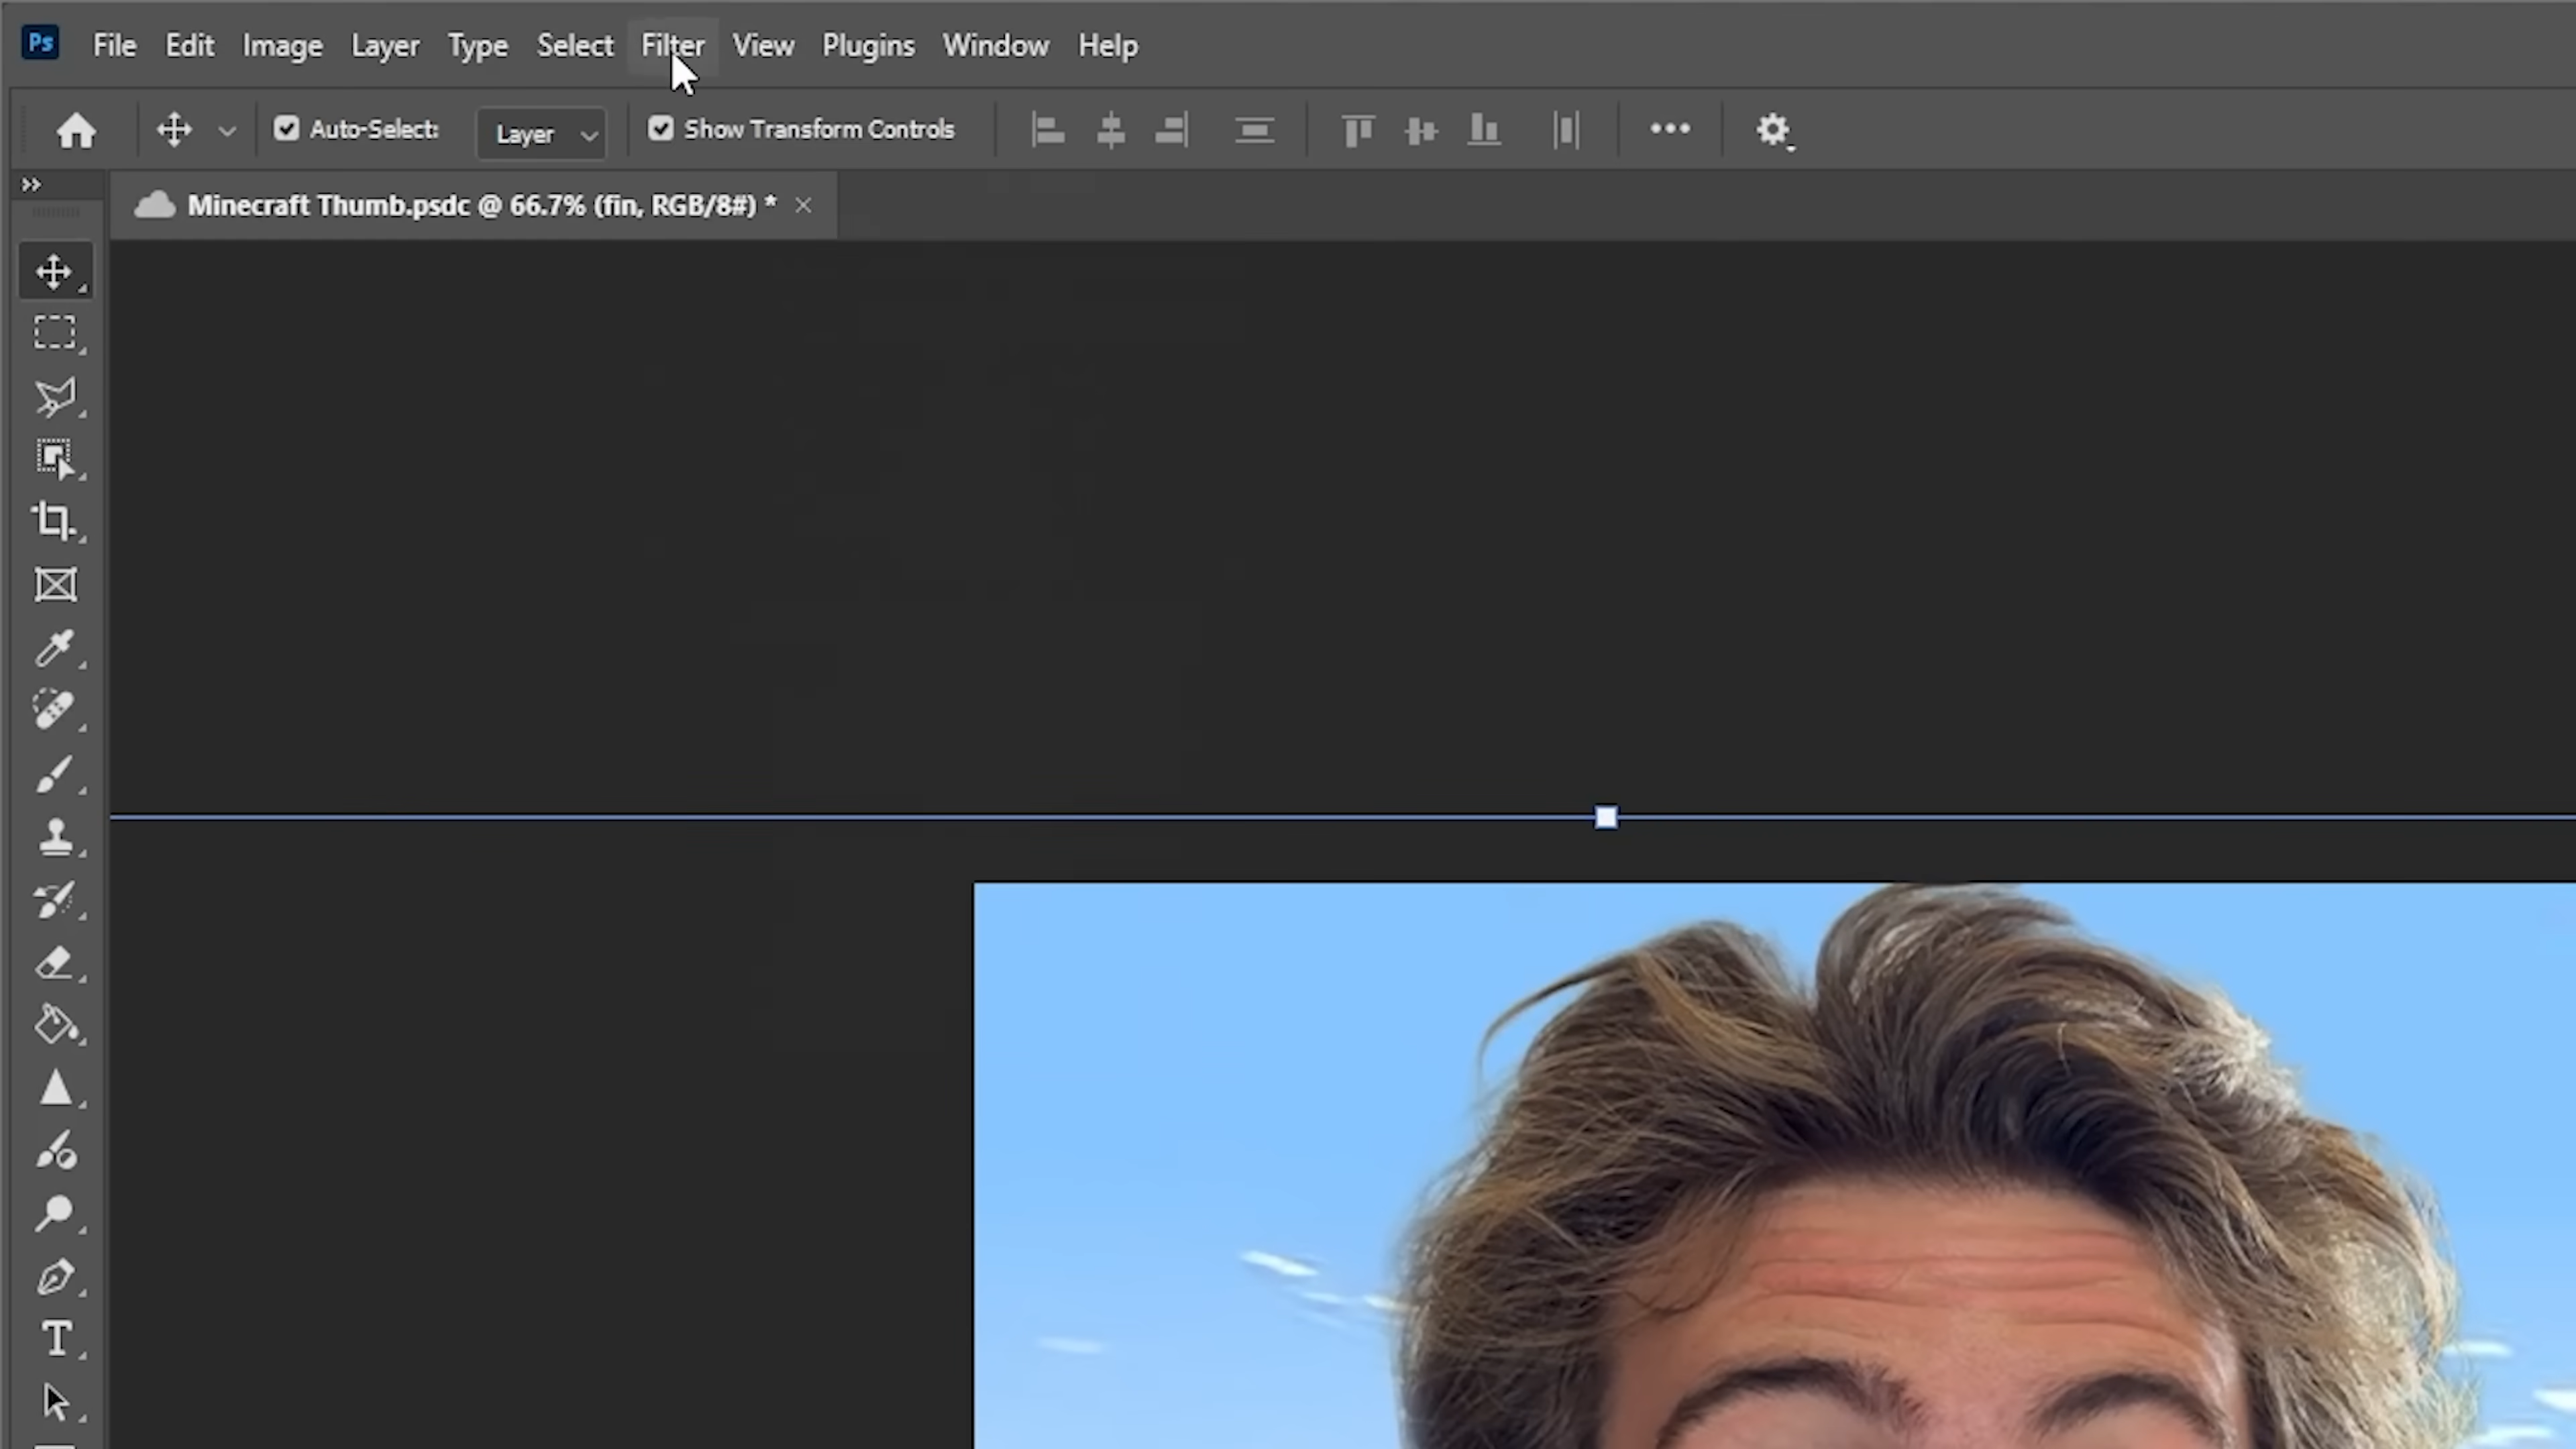 Ps File Edit Image Layer Type Select Filter View Plugins Window Help
Auto-Select: Layer Show Transform Controls
Minecraft Thumb.psdc @ 66.7% (fin, RGB/8#) *